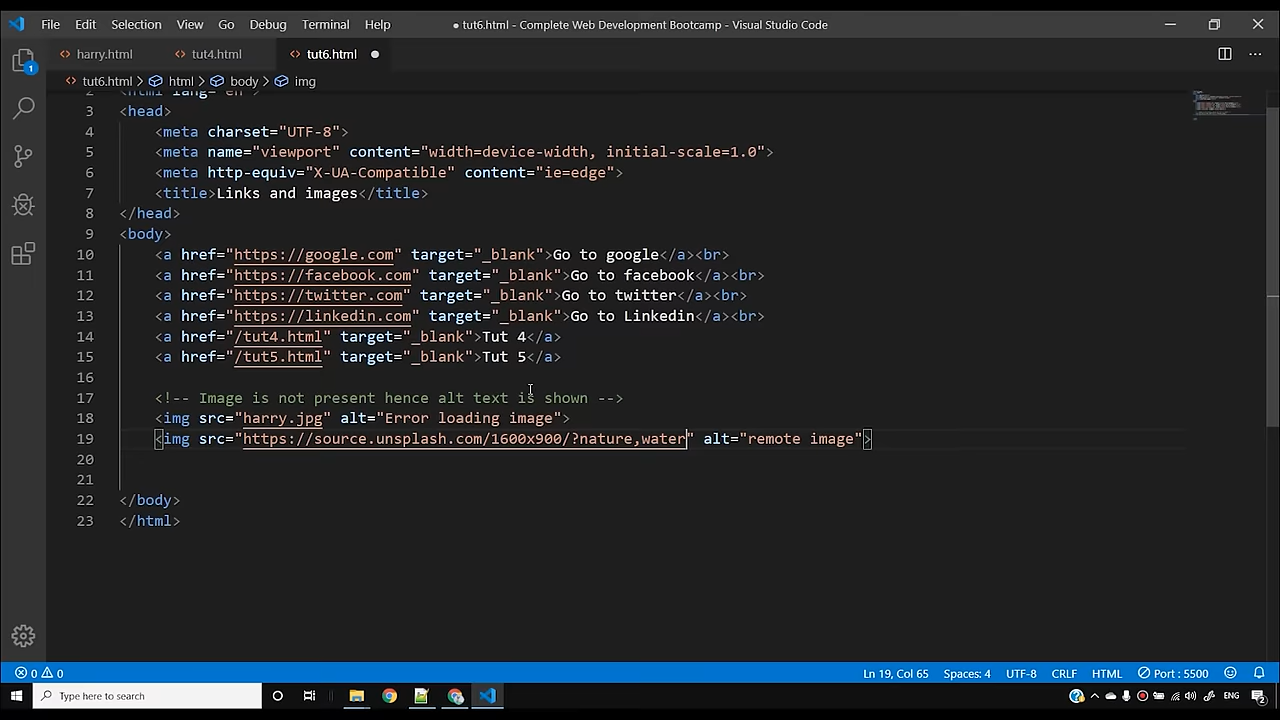 File Edit Selection View Go Debug Terminal Help
● tut6.html - Complete Web Development Bootcamp - Visual Studio Code
harry.html tut4.html tut6.html
tut6.html > html > body > img
2 <html lang="en">
3 <head>
4 <meta charset="UTF-8">
5 <meta name="viewport" content="width=device-width, initial-scale=1.0">
6 <meta http-equiv="X-UA-Compatible" content="ie=edge">
7 <title>Links and images</title>
8 </head>
9 <body>
10 <a href="https://google.com" target="_blank">Go to google</a><br>
11 <a href="https://facebook.com" target="_blank">Go to facebook</a><br>
12 <a href="https://twitter.com" target="_blank">Go to twitter</a><br>
13 <a href="https://linkedin.com" target="_blank">Go to Linkedin</a><br>
14 <a href="/tut4.html" target="_blank">Tut 4</a>
15 <a href="/tut5.html" target="_blank">Tut 5</a>
16
17 <!-- Image is not present hence alt text is shown -->
18 <img src="harry.jpg" alt="Error loading image">
19 <img src="https://source.unsplash.com/1600x900/?nature,water" alt="remote image">
20
21
22 </body>
23 </html>
1
0 0 Ln 19, Col 65 Spaces: 4 UTF-8 CRLF HTML Port : 5500
Type here to search ENG 2